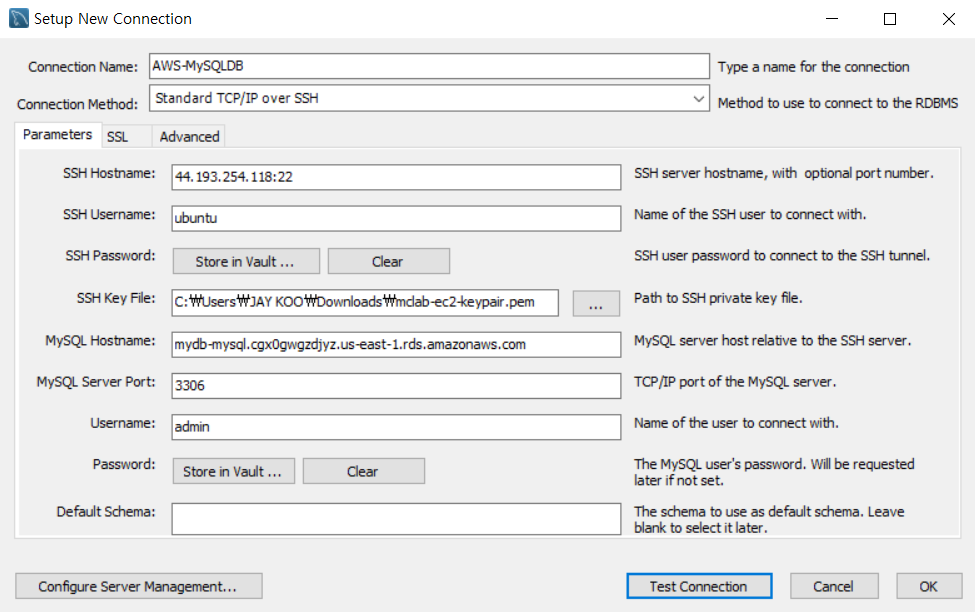 Setup New Connection
Connection Name: AWS-MySQLDB Type a name for the connection
Connection Method: Standard TCP/IP over SSH Method to use to connect to the RDBMS
Parameters SSL Advanced
SSH Hostname: 44.193.254.118:22 SSH server hostname, with optional port number.
SSH Username: ubuntu Name of the SSH user to connect with.
SSH Password: Store in Vault ... Clear SSH user password to connect to the SSH tunnel.
SSH Key File: C:₩Users₩JAY KOO₩Downloads₩mclab-ec2-keypair.pem ... Path to SSH private key file.
MySQL Hostname: mydb-mysql.cgx0gwgzdjyz.us-east-1.rds.amazonaws.com MySQL server host relative to the SSH server.
MySQL Server Port: 3306 TCP/IP port of the MySQL server.
Username: admin Name of the user to connect with.
Password: Store in Vault ... Clear The MySQL user's password. Will be requested
later if not set.
Default Schema: The schema to use as default schema. Leave
blank to select it later.
Configure Server Management... Test Connection Cancel OK